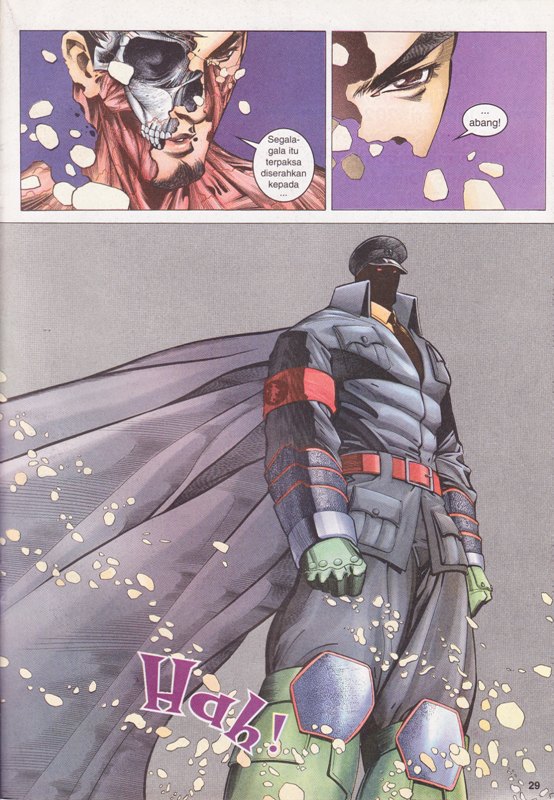 Segala-
gala itu
terpaksa
diserahkan
kepada
...
...
abang!
Hah!
29